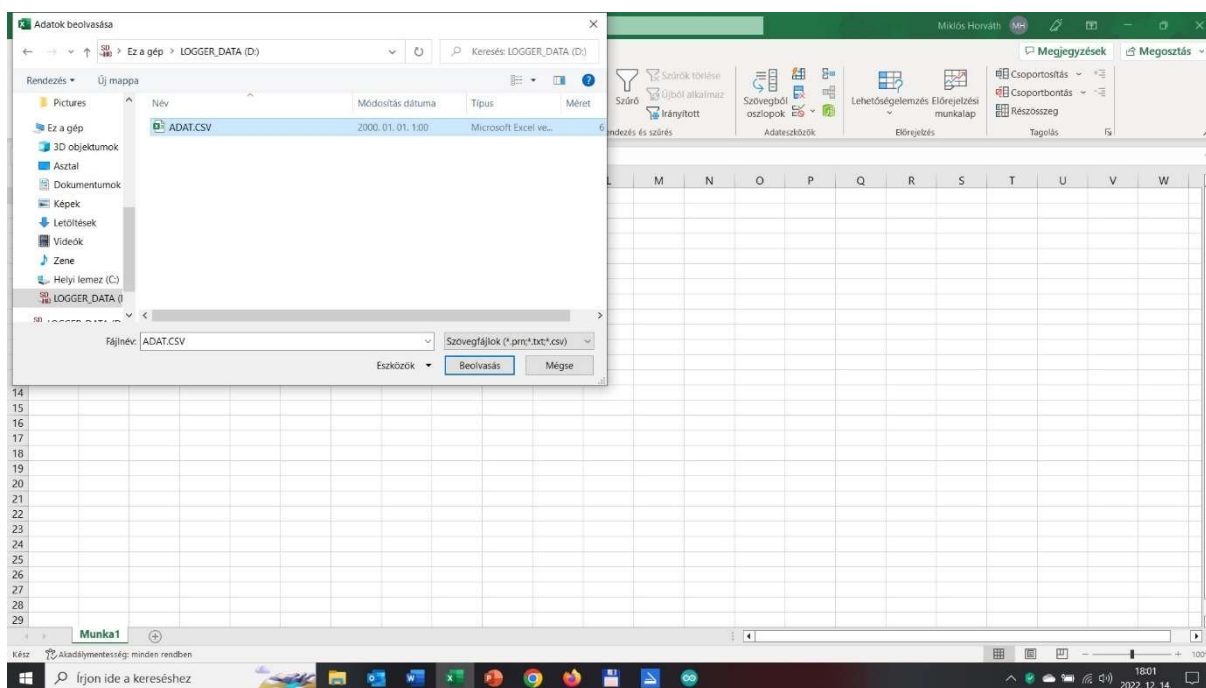 Adatok beolvasása
Miklós Horváth MH
Ez a gép > LOGGER_DATA (D:)
Keresés: LOGGER_DATA (D:)
Megjegyzések
Megosztás
Rendezés
Új mappa
Pictures
Ez a gép
3D objektumok
Asztal
Dokumentumok
Képek
Letöltések
Videók
Zene
Helyi lemez (C:)
LOGGER_DATA (
Név
Módosítás dátuma
Típus
Méret
ADAT.CSV
2000. 01. 01. 1:00
Microsoft Excel ve...
6
Fájlnév: ADAT.CSV
Szövegfájlok (*.prn;*.txt;*.csv)
Eszközök
Beolvasás
Mégse
Szűrő
Szűrők törlése
Újból alkalmaz
Irányított
ndezés és szűrés
Szövegből oszlopok
Adateszközök
Lehetőségelemzés
Előrejelzési munkalap
Előrejelzés
Csoportosítás
Csoportbontás
Részösszeg
Tagolás
L M N O P Q R S T U V W
14
15
16
17
18
19
20
21
22
23
24
25
26
27
28
29
Munka1
Kész
Akadálymentesség: minden rendben
100
Írjon ide a kereséshez
18:01
2022. 12. 14.